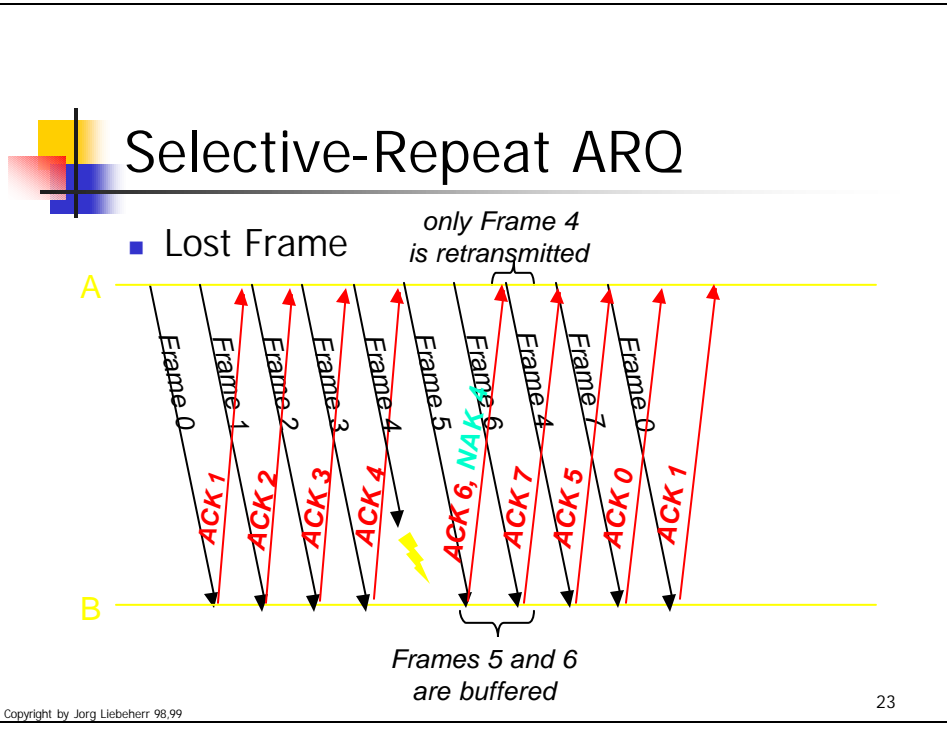 Selective-Repeat ARQ
Lost Frame
only Frame 4
is retransmitted
A
Frame 0
Frame 1
Frame 2
Frame 3
Frame 4
Frame 5
Frame 6
Frame 4
Frame 7
Frame 0
ACK 1
ACK 2
ACK 3
ACK 4
ACK 6, NAK 4
ACK 7
ACK 5
ACK 0
ACK 1
B
Frames 5 and 6
are buffered
Copyright by Jorg Liebeherr 98,99
23